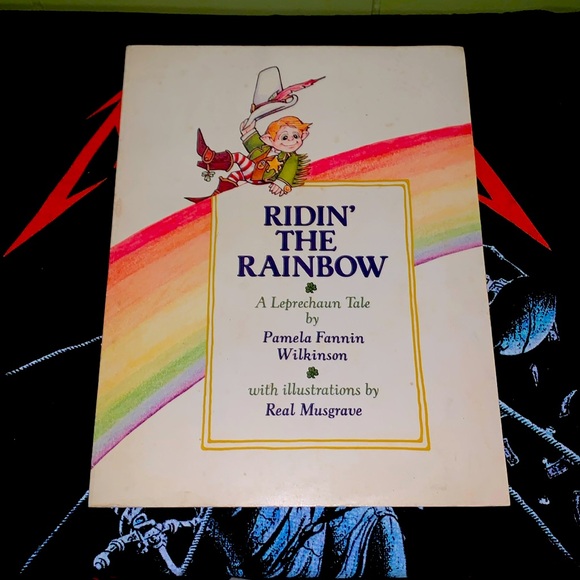 RIDIN'
THE
RAINBOW
A Leprechaun Tale
by
Pamela Fannin
Wilkinson
with illustrations by
Real Musgrave